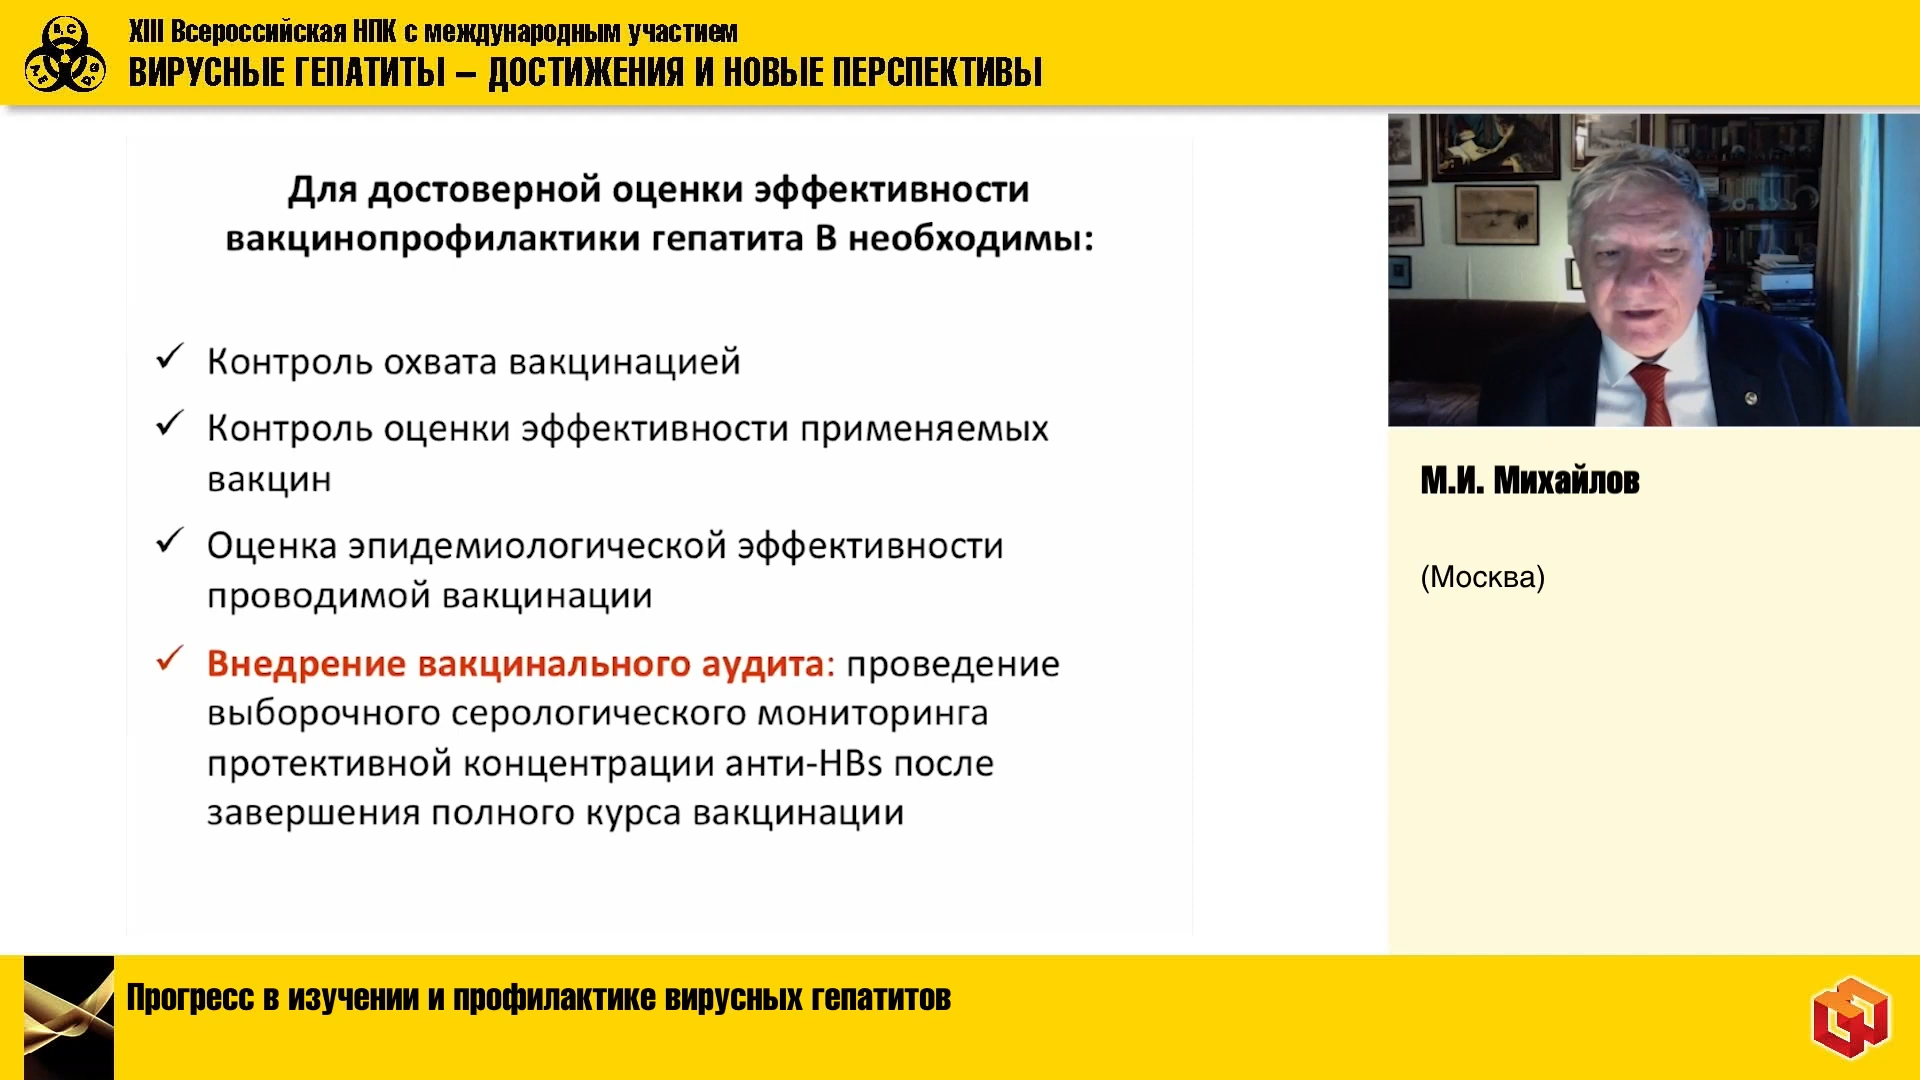 XIII Всероссийская НПК с международным участием
ВИРУСНЫЕ ГЕПАТИТЫ – ДОСТИЖЕНИЯ И НОВЫЕ ПЕРСПЕКТИВЫ
Для достоверной оценки эффективности
вакцинопрофилактики гепатита В необходимы:
✓ Контроль охвата вакцинацией
✓ Контроль оценки эффективности применяемых
вакцин
✓ Оценка эпидемиологической эффективности
проводимой вакцинации
✓ Внедрение вакцинального аудита: проведение
выборочного серологического мониторинга
протективной концентрации анти-HBs после
завершения полного курса вакцинации
М.И. Михайлов
(Москва)
Прогресс в изучении и профилактике вирусных гепатитов